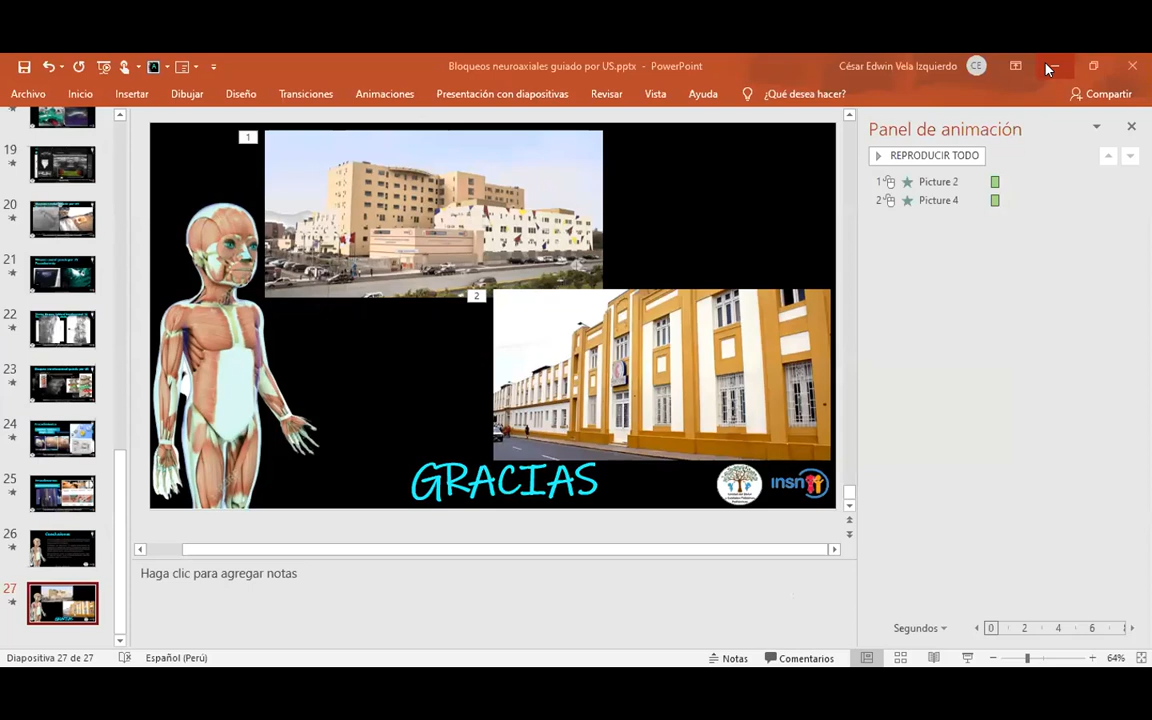 Bloqueos neuroaxiales guiado por US.pptx - PowerPoint
César Edwin Vela Izquierdo CE
Archivo Inicio Insertar Dibujar Diseño Transiciones Animaciones Presentación con diapositivas Revisar Vista Ayuda ¿Qué desea hacer? Compartir
Panel de animación
REPRODUCIR TODO
1 Picture 2
2 Picture 4
19
20
21
22
23
24
25
26
Conclusiones
27
1
2
GRACIAS
insn
Haga clic para agregar notas
Segundos 0 2 4 6
Diapositiva 27 de 27 Español (Perú) Notas Comentarios 64%